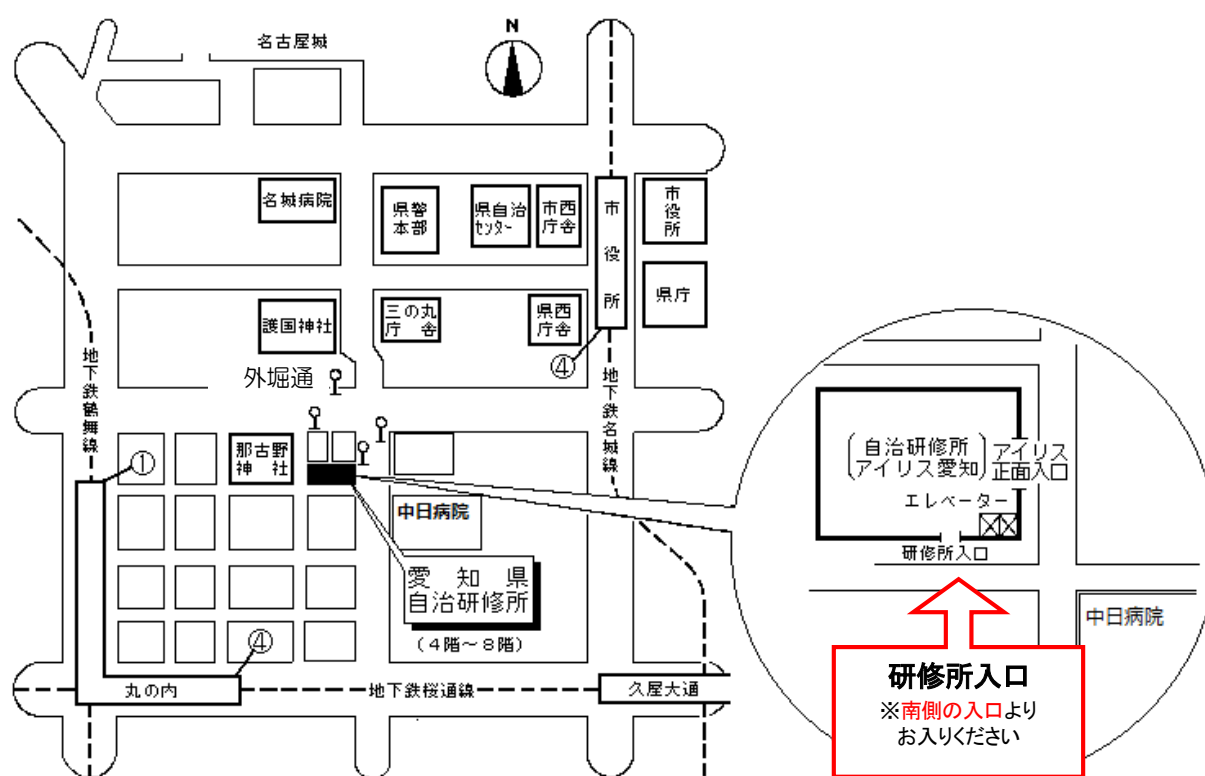 名古屋城
N
名城病院
県警
本部
県自治
センター
市西
庁舎
市役所
市役所
護国神社
三の丸
庁舎
県西
庁舎
県庁
④
外堀通
地下鉄鶴舞線
地下鉄名城線
①
那古野
神社
中日病院
愛知県
自治研修所
(4階~8階)
④
丸の内
地下鉄桜通線
久屋大通
自治研修所
アイリス愛知
アイリス
正面入口
エレベーター
研修所入口
中日病院
研修所入口
※南側の入口より
お入りください